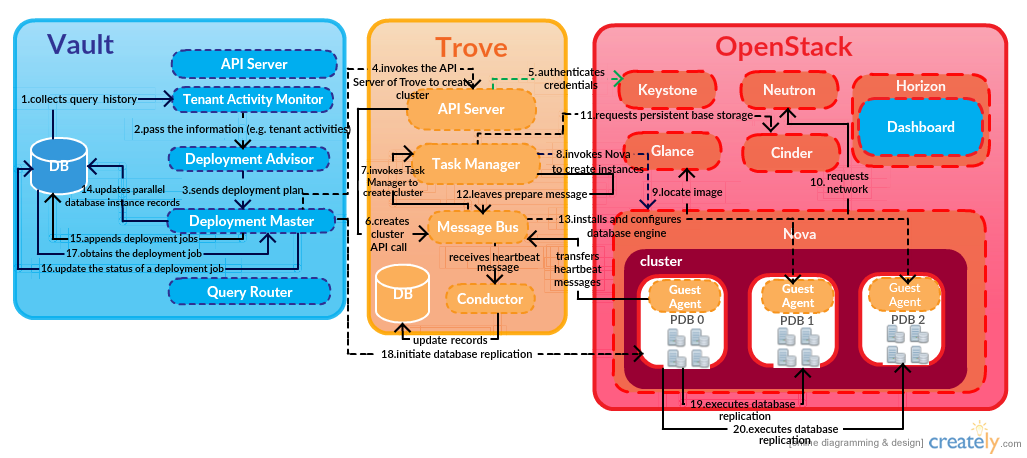 Vault
API Server
1.collects query history
Tenant Activity Monitor
2.pass the information (e.g. tenant activities)
DB
Deployment Advisor
14.updates parallel
database instance records
3.sends deployment plan
Deployment Master
15.appends deployment jobs
17.obtains the deployment job
16.update the status of a deployment job
Query Router
Trove
4.invokes the API
Server of Trove to create
cluster
API Server
5.authenticates
credentials
Task Manager
7.invokes Task
Manager to
create cluster
8.invokes Nova
to create instances
12.leaves prepare message
6.creates
cluster
API call
Message Bus
13.installs and configures
database engine
receives heartbeat
message
transfers
heartbeat
messages
DB
Conductor
update records
18.initiate database replication
OpenStack
Keystone
Neutron
Horizon
Dashboard
11.requests persistent base storage
Glance
Cinder
9.locate image
10.
requests
network
Nova
cluster
Guest
Agent
PDB 0
Guest
Agent
PDB 1
Guest
Agent
PDB 2
19.executes database
replication
20.executes database
replication
[online diagramming & design]
creately.com